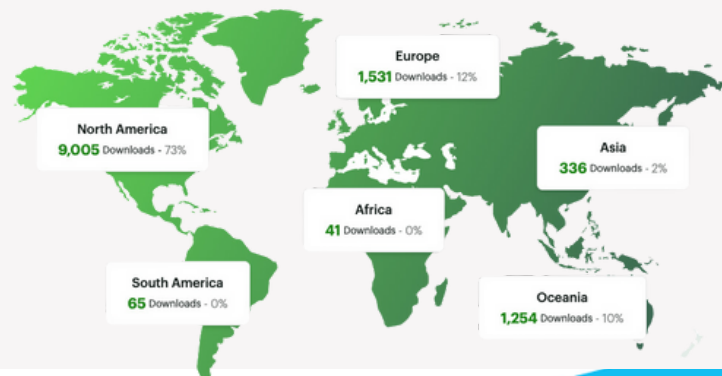 Europe
1,531 Downloads - 12%
North America
9,005 Downloads - 73%
Asia
336 Downloads - 2%
Africa
41 Downloads - 0%
South America
65 Downloads - 0%
Oceania
1,254 Downloads - 10%